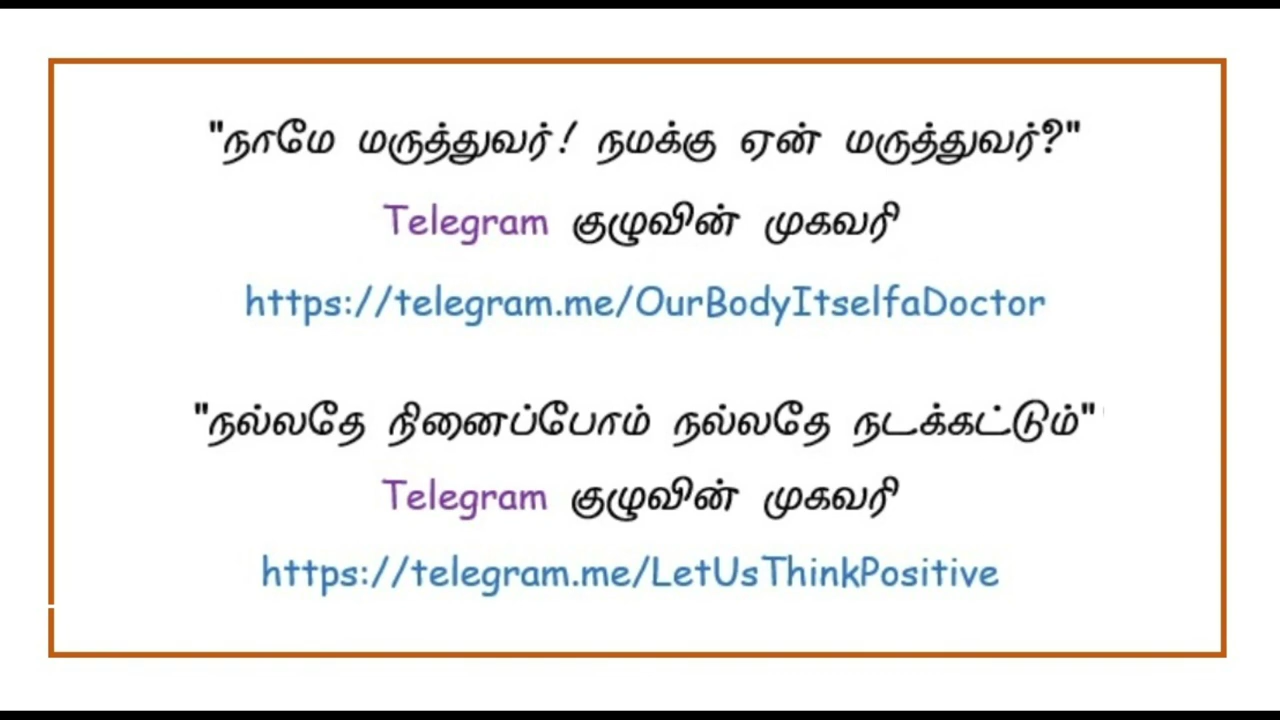 "நாமே மருத்துவர்! நமக்கு ஏன் மருத்துவர்?"
Telegram குழுவின் முகவரி
https://telegram.me/OurBodyItselfaDoctor
"நல்லதே நினைப்போம் நல்லதே நடக்கட்டும்"
Telegram குழுவின் முகவரி
https://telegram.me/LetUsThinkPositive